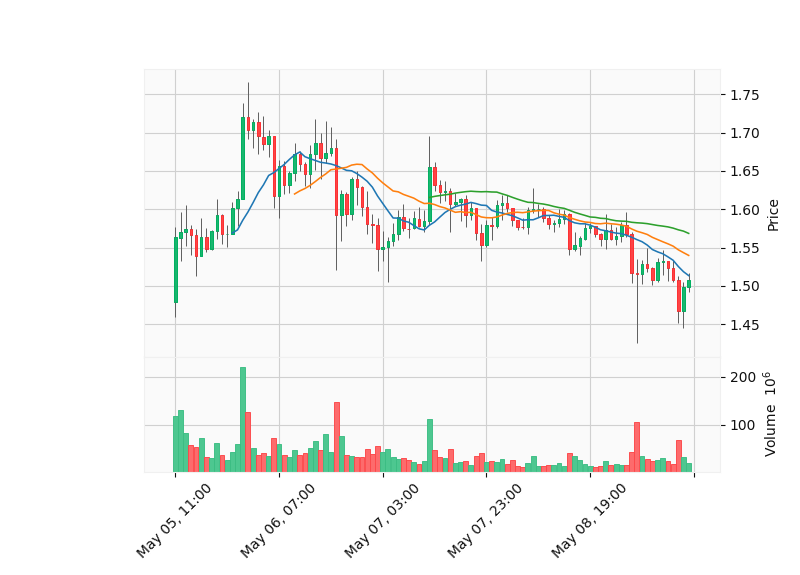 1.75
1.70
1.65
1.60
1.55
1.50
1.45
Price
200
100
Volume 10^6
May 05, 11:00
May 06, 07:00
May 07, 03:00
May 07, 23:00
May 08, 19:00